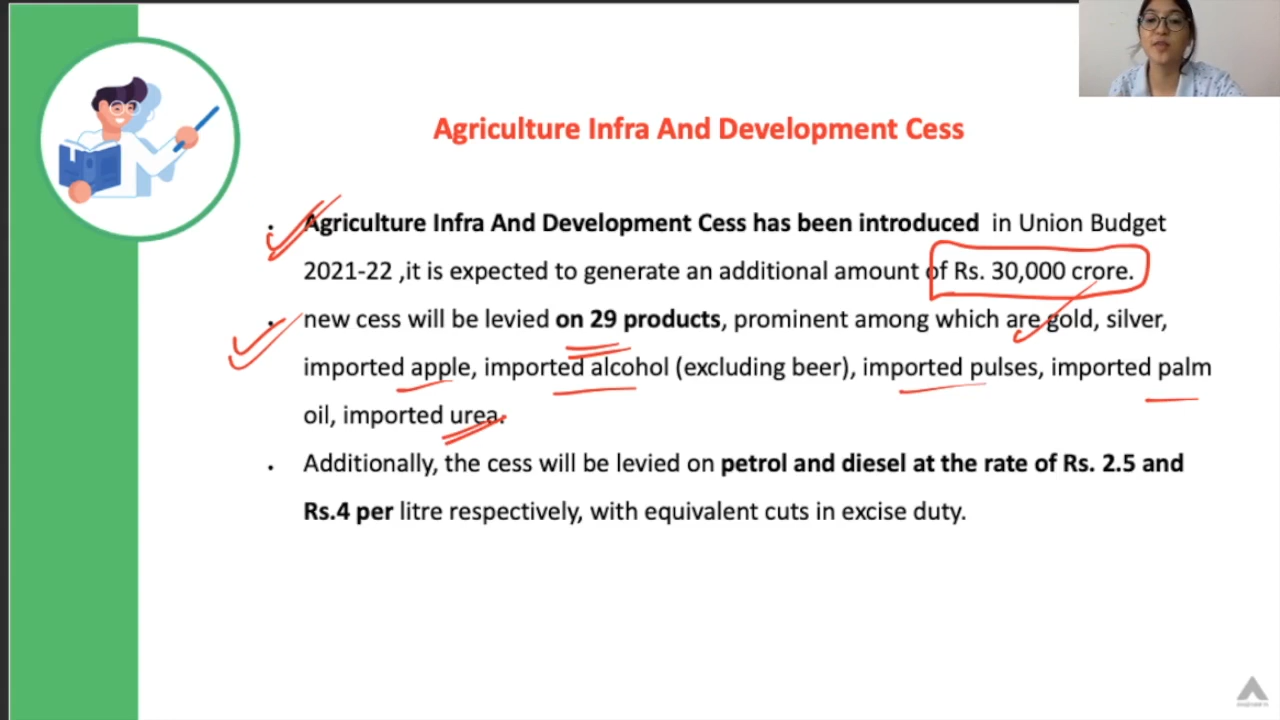 Agriculture Infra And Development Cess
. Agriculture Infra And Development Cess has been introduced in Union Budget
2021-22 ,it is expected to generate an additional amount of Rs. 30,000 crore.
. new cess will be levied on 29 products, prominent among which are gold, silver,
imported apple, imported alcohol (excluding beer), imported pulses, imported palm
oil, imported urea.
. Additionally, the cess will be levied on petrol and diesel at the rate of Rs. 2.5 and
Rs.4 per litre respectively, with equivalent cuts in excise duty.